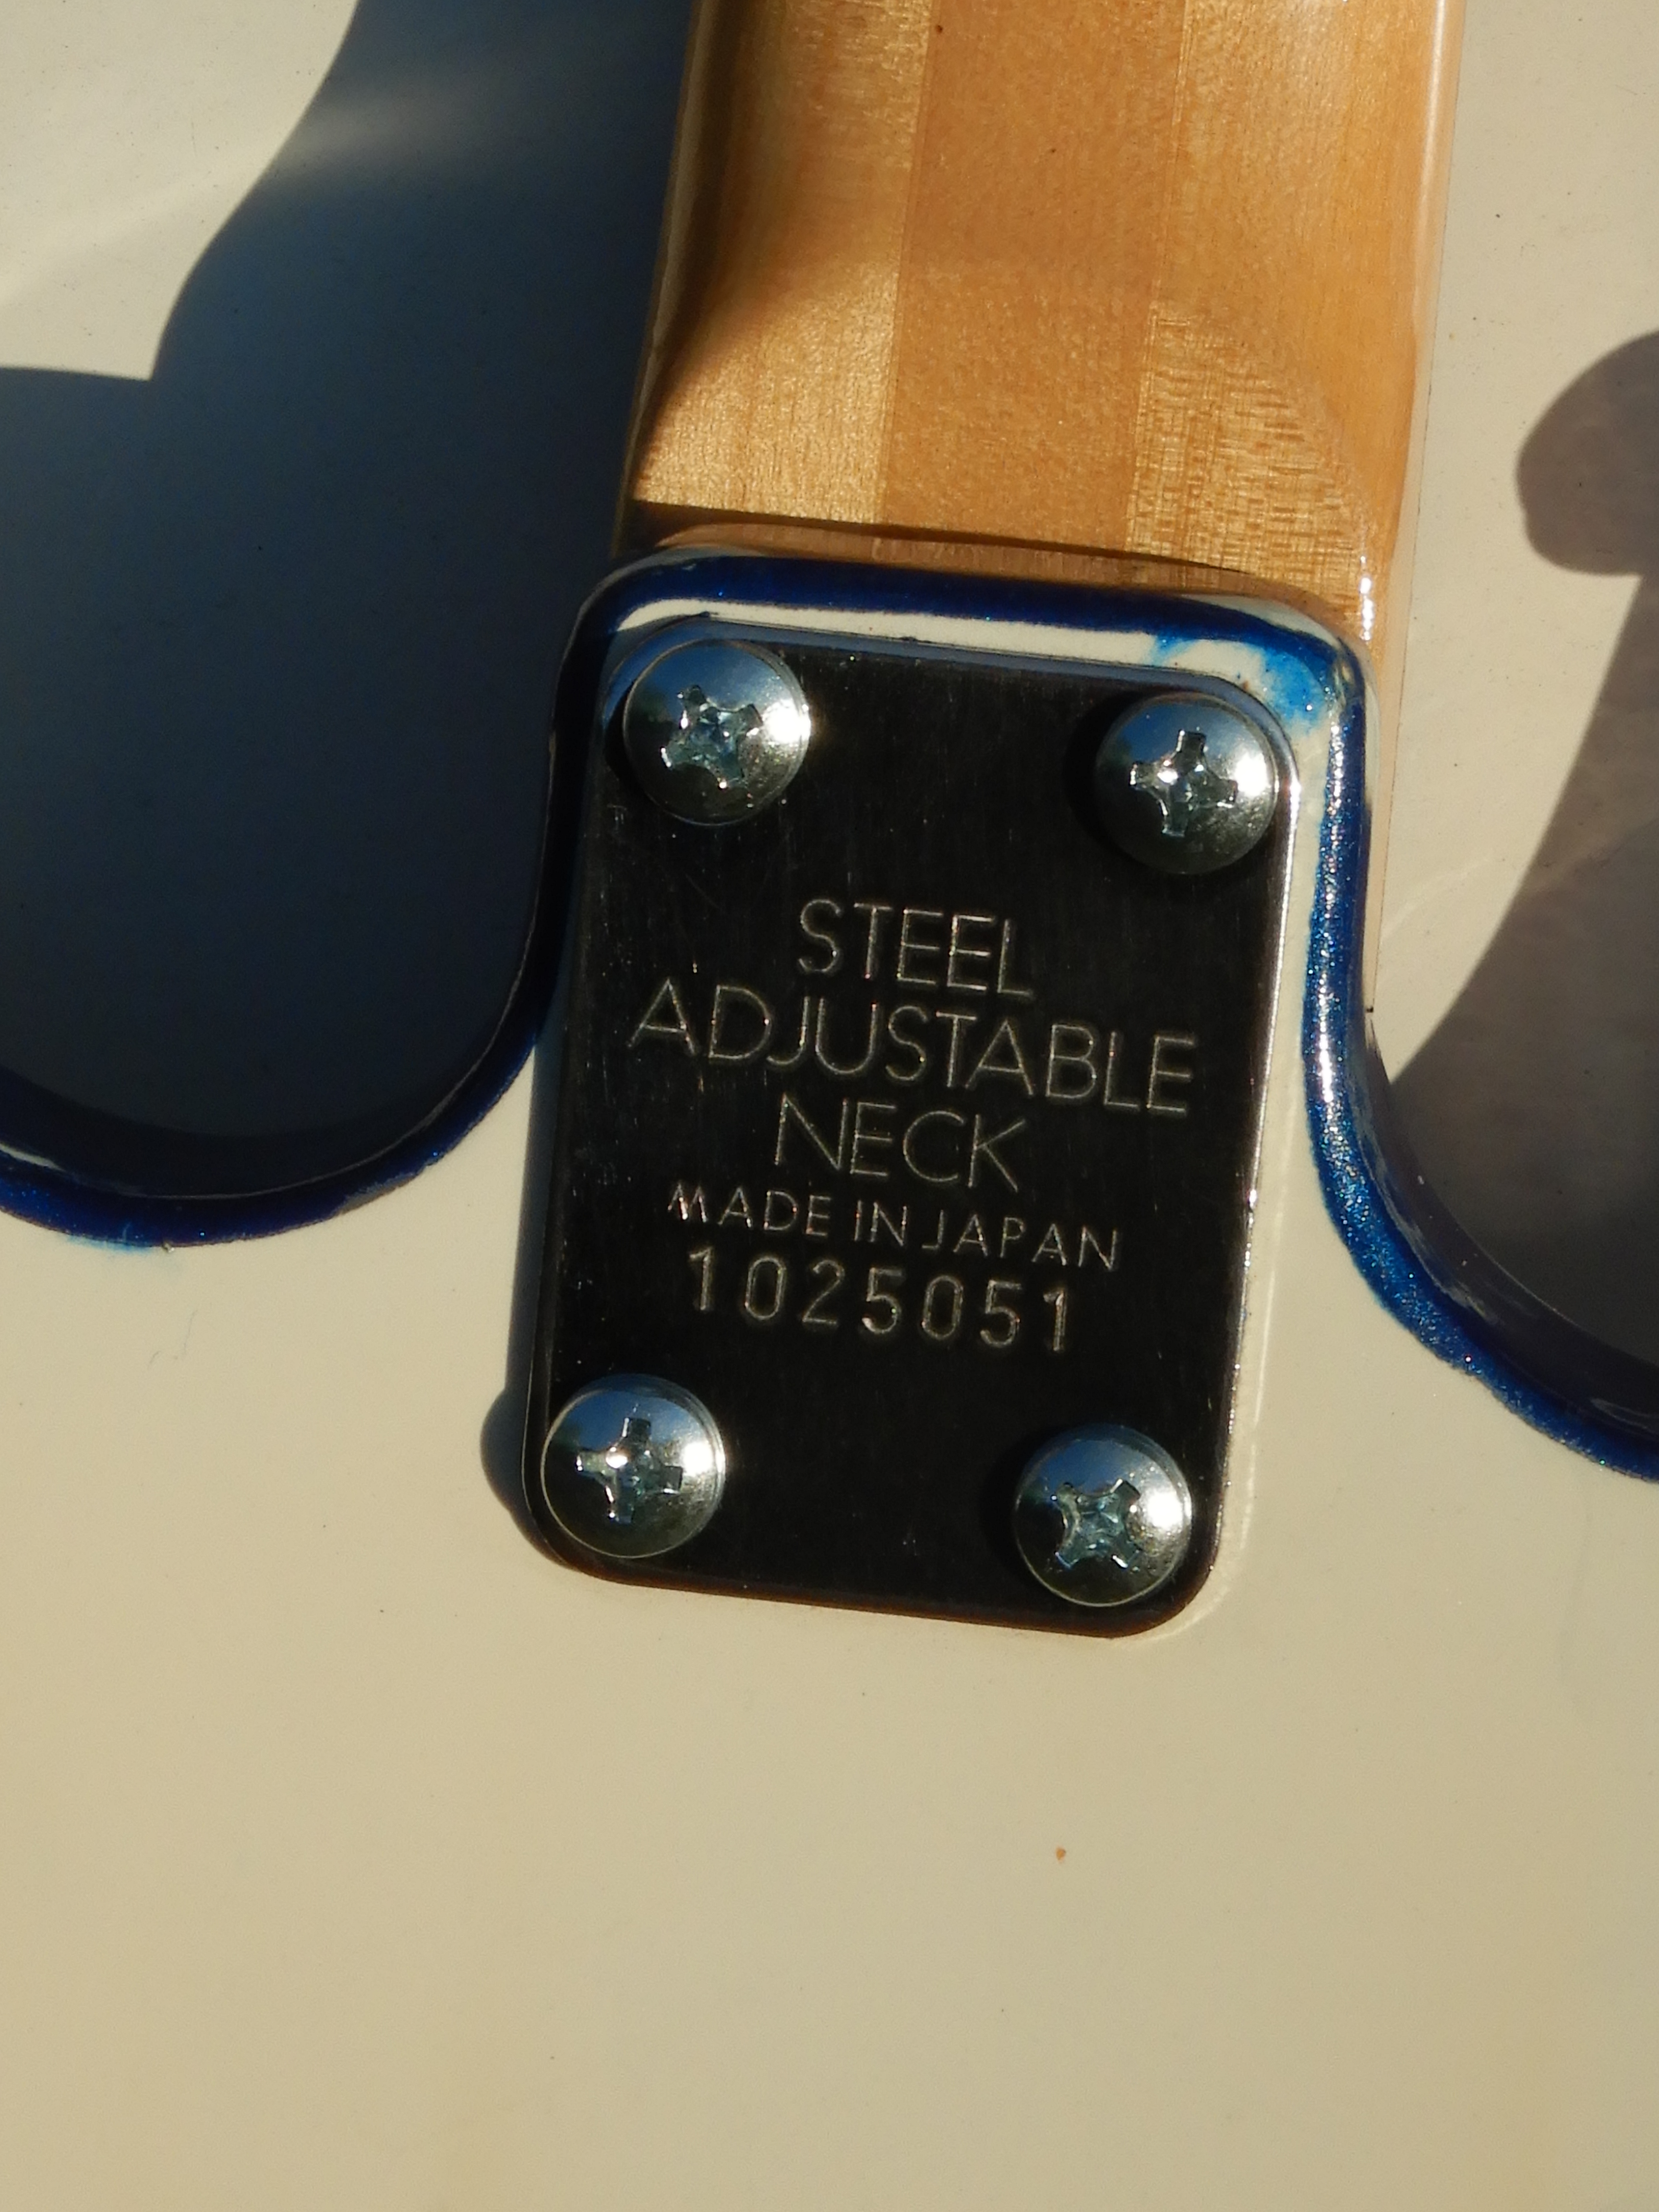 STEEL
ADJUSTABLE
NECK
MADE IN JAPAN
1025051